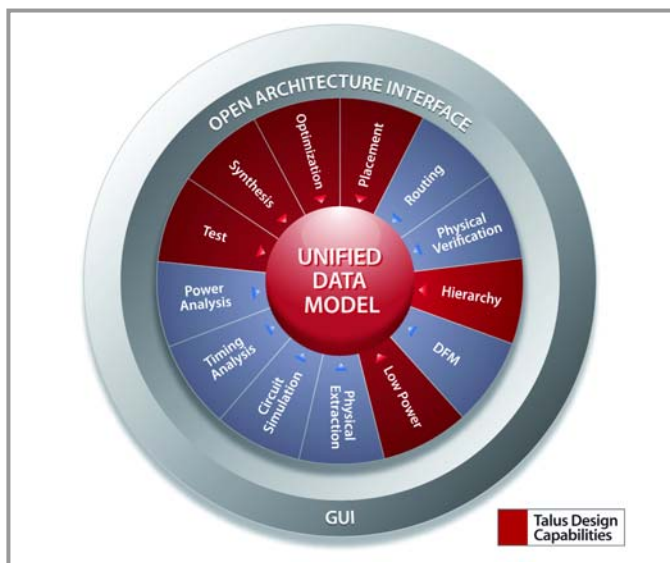 OPEN ARCHITECTURE INTERFACE
Optimization
Placement
Synthesis
Routing
Test
Physical
Verification
UNIFIED
DATA
MODEL
Power
Analysis
Hierarchy
Timing
Analysis
DFM
Circuit
Simulation
Physical
Extraction
Low Power
GUI
Talus Design
Capabilities